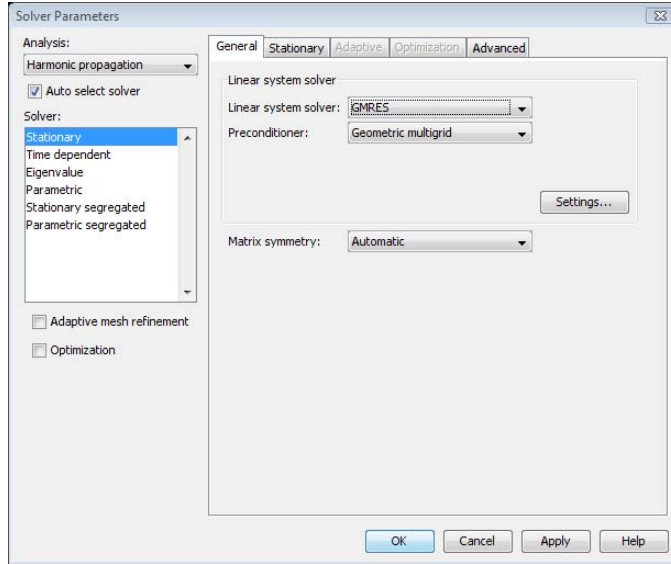 Solver Parameters
Analysis:
Harmonic propagation
Auto select solver
Solver:
Stationary
Time dependent
Eigenvalue
Parametric
Stationary segregated
Parametric segregated
Adaptive mesh refinement
Optimization
General Stationary Adaptive Optimization Advanced
Linear system solver
Linear system solver: GMRES
Preconditioner: Geometric multigrid
Settings...
Matrix symmetry: Automatic
OK Cancel Apply Help